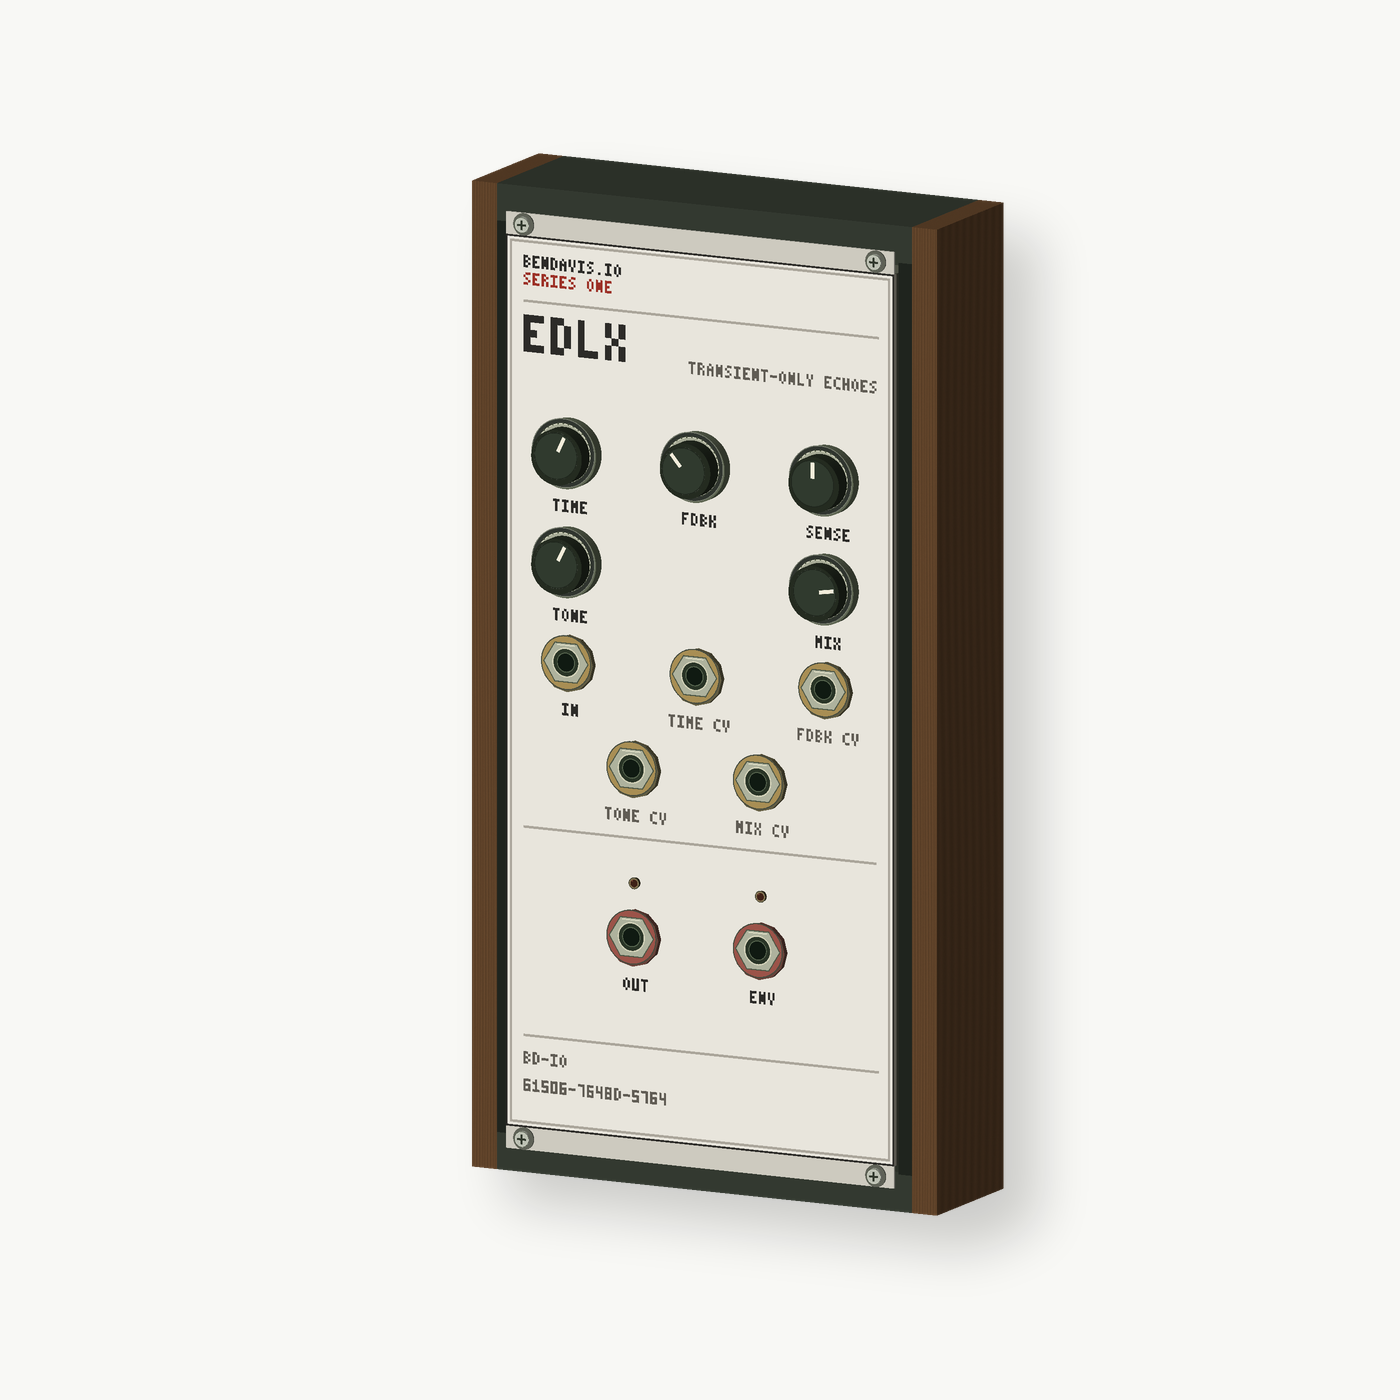 BENDAVIS.IO
SERIES ONE
EDLX
TRANSIENT-ONLY ECHOES
TIME
FDBK
SENSE
TONE
MIX
IN
TIME CV
FDBK CV
TONE CV
MIX CV
OUT
ENV
BD-IO
61506-7648D-5764